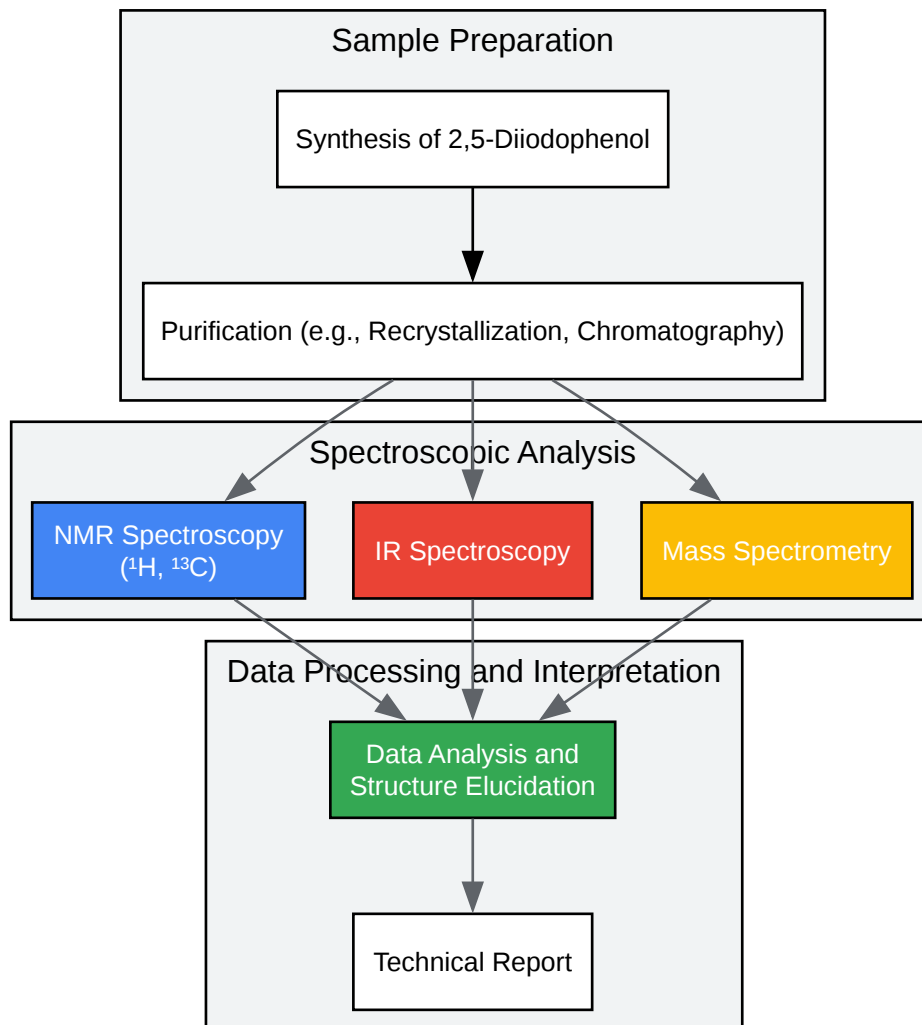 Sample Preparation
Synthesis of 2,5-Diiodophenol
Purification (e.g., Recrystallization, Chromatography)
Spectroscopic Analysis
NMR Spectroscopy
(¹H, ¹³C)
IR Spectroscopy
Mass Spectrometry
Data Processing and Interpretation
Data Analysis and
Structure Elucidation
Technical Report